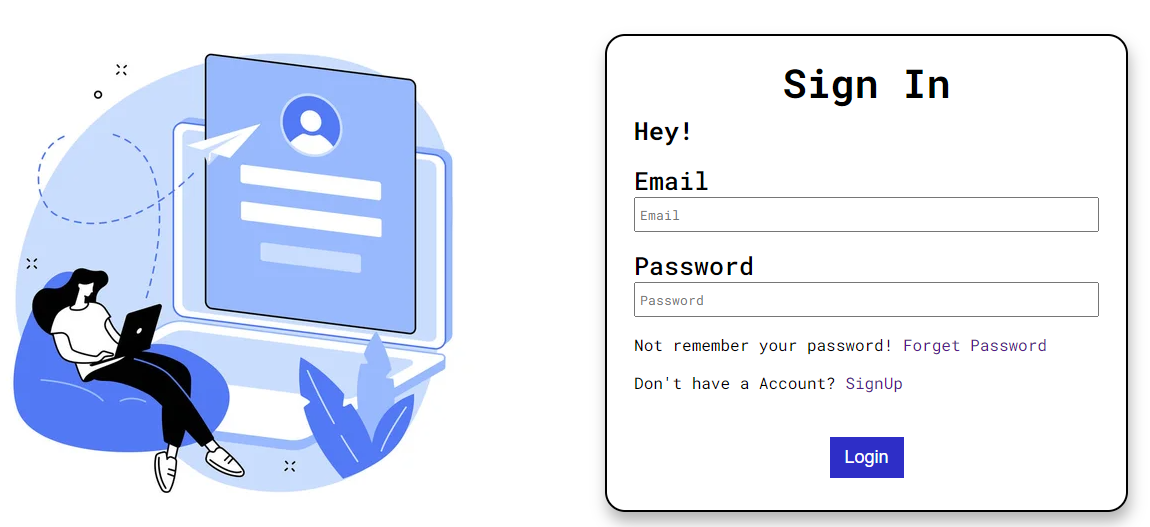 Sign In
Hey!
Email
Email
Password
Password
Not remember your password! Forget Password
Don't have a Account? SignUp
Login